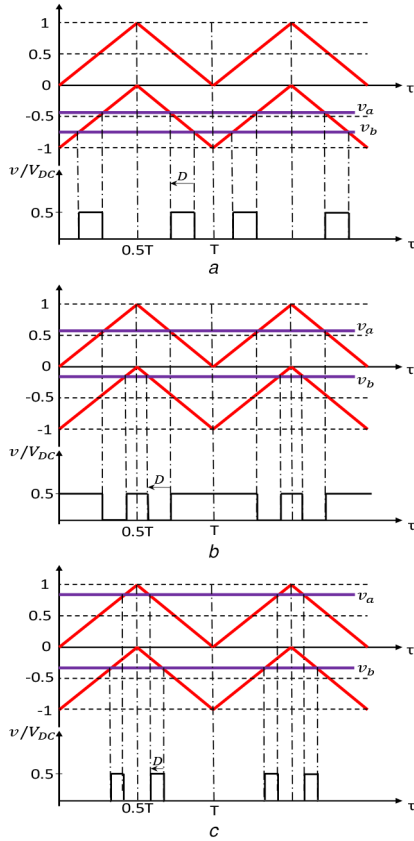 1
0.5
0 τ
-0.5 v_a
v_b
-1
v/V_DC
D
0.5
0.5T T τ
a
1
0.5 v_a
0 τ
v_b
-0.5
-1
v/V_DC
D
0.5
0.5T T τ
b
1
v_a
0.5
0 τ
v_b
-0.5
-1
v/V_DC
D
0.5
0.5T T τ
c